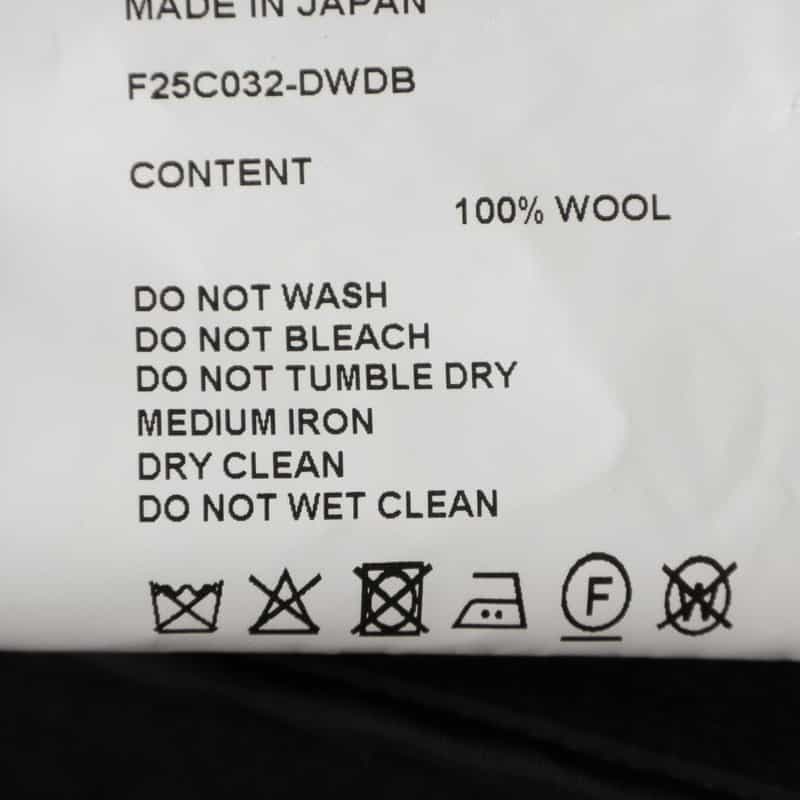 MADE IN JAPAN
F25C032-DWDB
CONTENT
100% WOOL
DO NOT WASH
DO NOT BLEACH
DO NOT TUMBLE DRY
MEDIUM IRON
DRY CLEAN
DO NOT WET CLEAN
F W